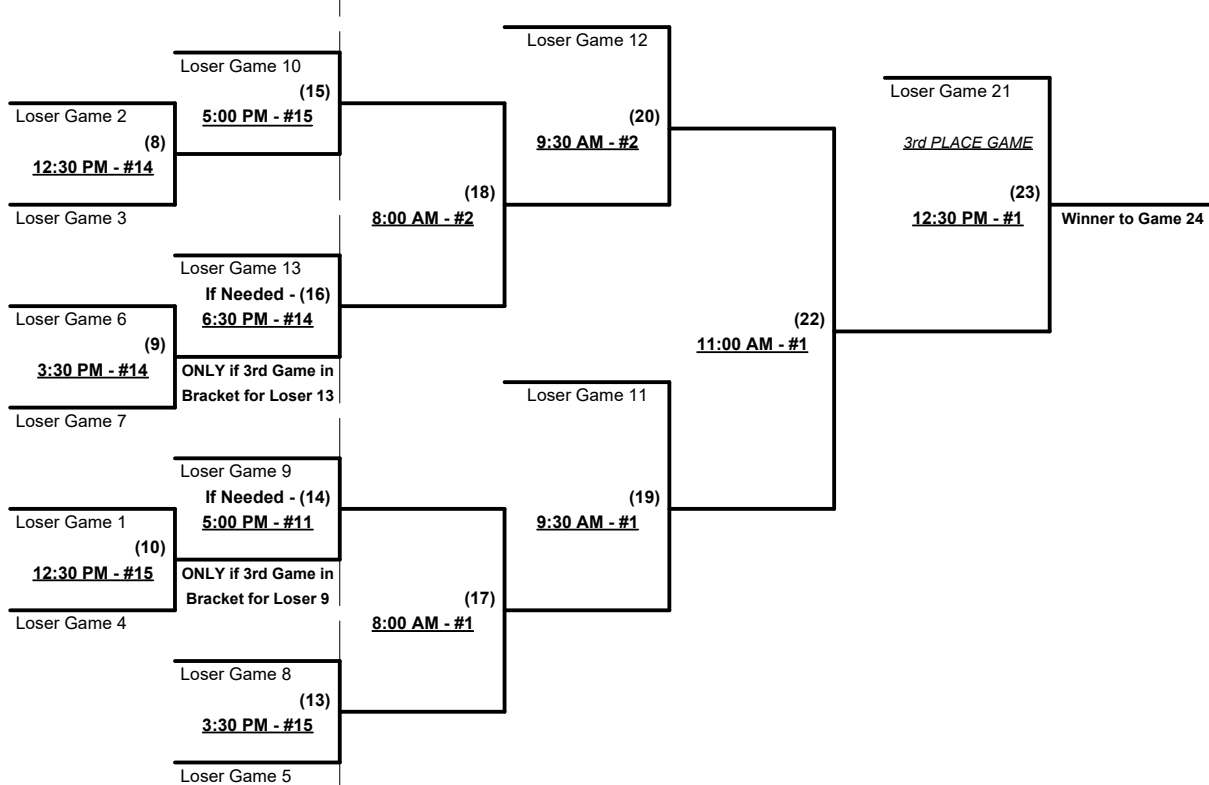 Loser Game 12
Loser Game 10
(15)
5:00 PM - #15
Loser Game 2
(8)
12:30 PM - #14
Loser Game 3
(20)
9:30 AM - #2
Loser Game 21
3rd PLACE GAME
(23)
12:30 PM - #1
Winner to Game 24
(18)
8:00 AM - #2
Loser Game 13
If Needed - (16)
6:30 PM - #14
Loser Game 6
(9)
3:30 PM - #14
ONLY if 3rd Game in
Bracket for Loser 13
Loser Game 7
(22)
11:00 AM - #1
Loser Game 11
Loser Game 9
If Needed - (14)
5:00 PM - #11
Loser Game 1
(10)
12:30 PM - #15
ONLY if 3rd Game in
Bracket for Loser 9
Loser Game 4
(19)
9:30 AM - #1
(17)
8:00 AM - #1
Loser Game 8
(13)
3:30 PM - #15
Loser Game 5